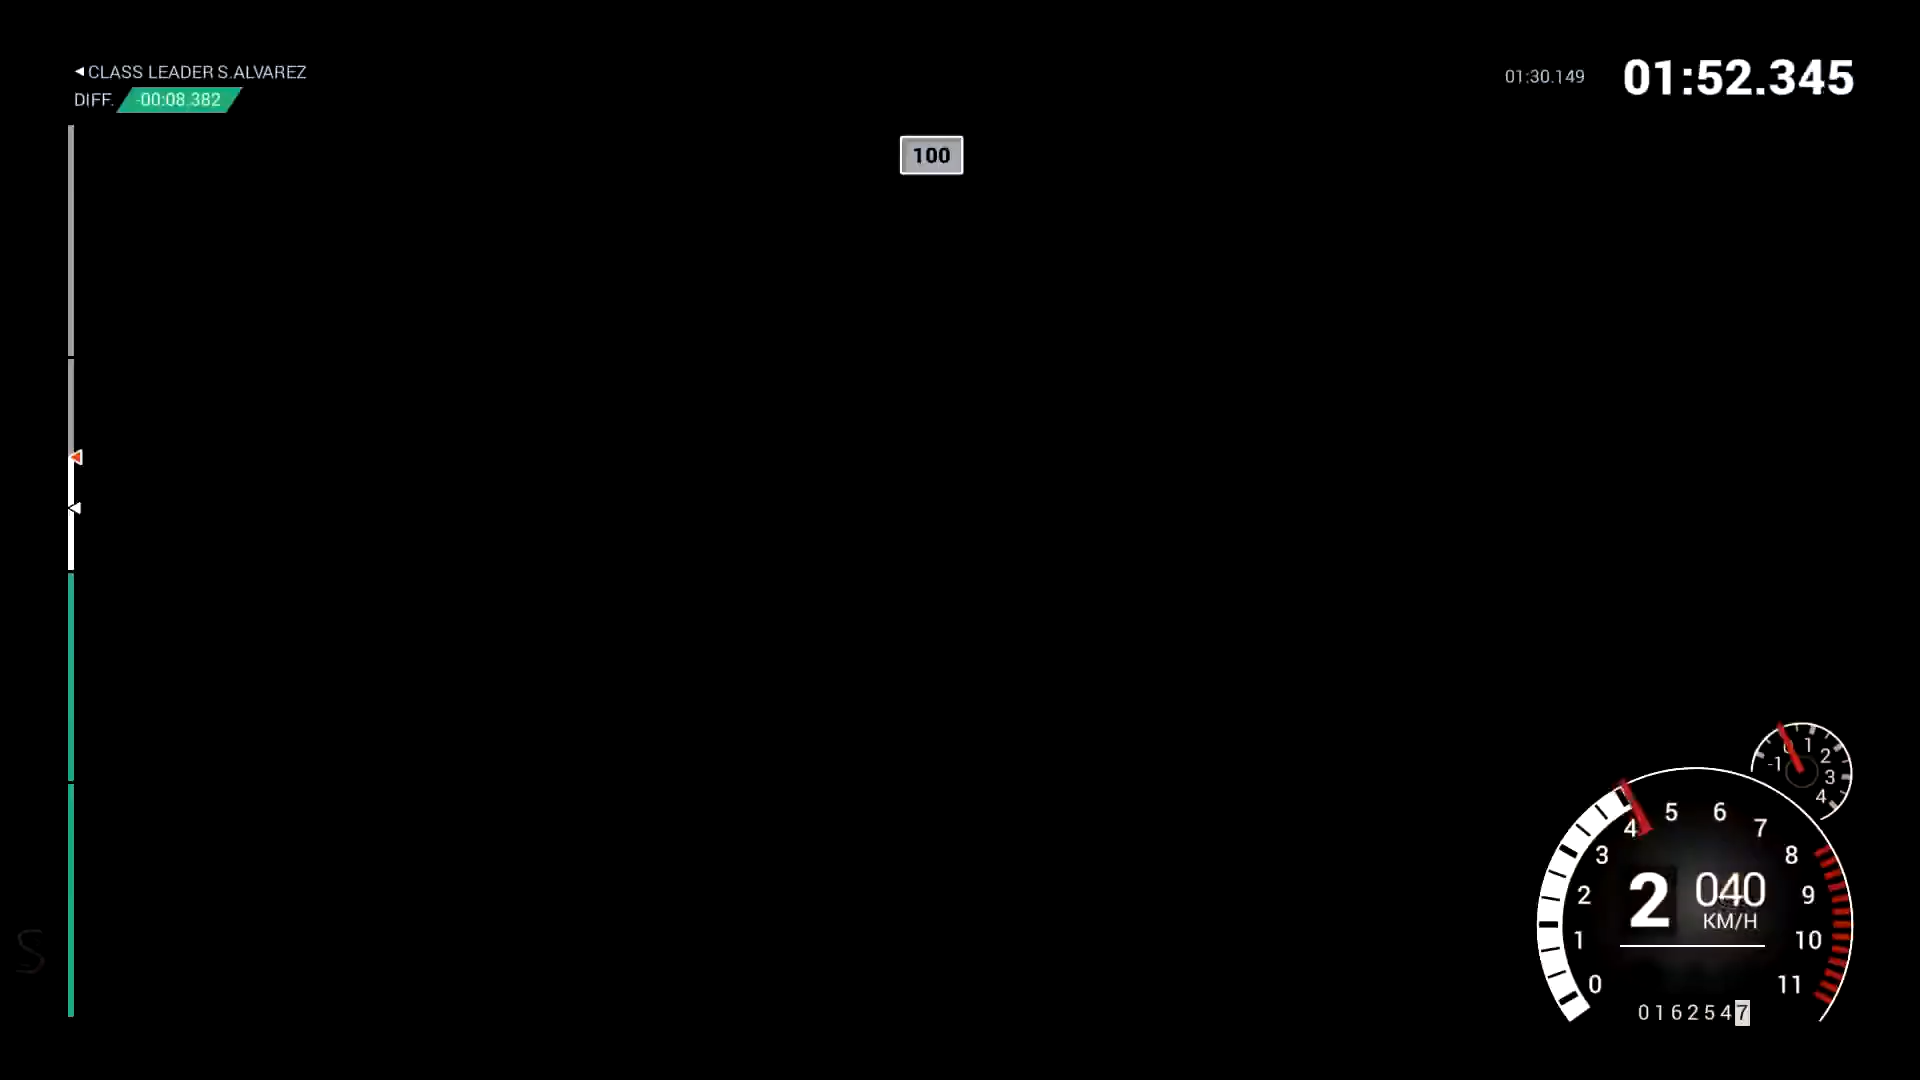 CLASS LEADER S.ALVAREZ
DIFF. -00:08.382
01:30.149 01:52.345
100
-1 0 1 2 3 4
0 1 2 3 4 5 6 7 8 9 10 11
2 040
KM/H
0162547
S